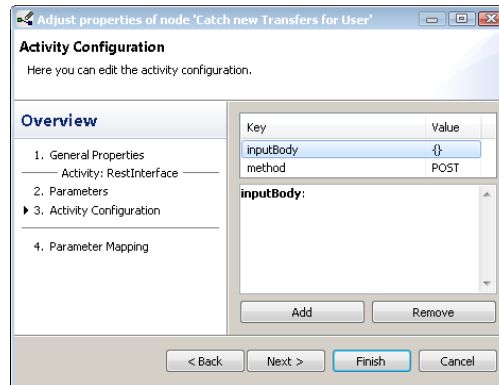 Adjust properties of node 'Catch new Transfers for User'
Activity Configuration
Here you can edit the activity configuration.
Overview
1. General Properties
Activity: RestInterface
2. Parameters
3. Activity Configuration
4. Parameter Mapping
Key Value
inputBody {}
method POST
inputBody:
Add Remove
< Back Next > Finish Cancel